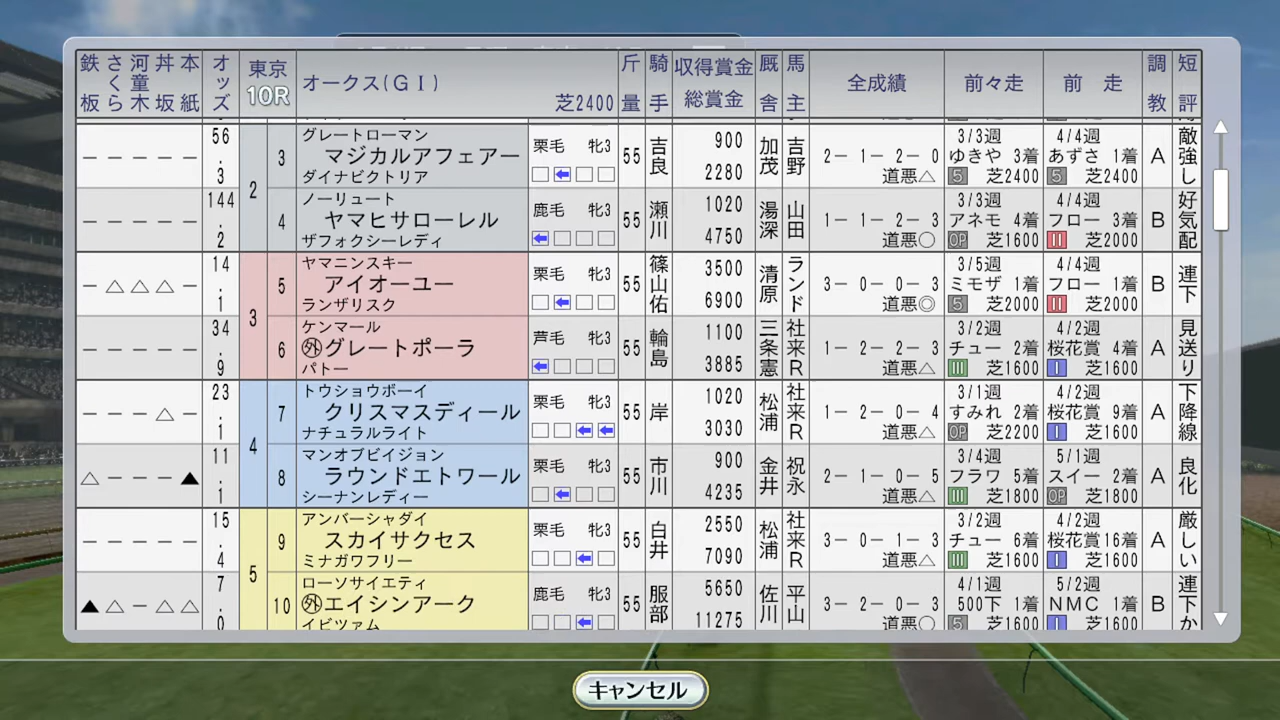 鉄板 さくら 河童木 丼坂 本紙 オッズ 東京 10R オークス(GⅠ) 芝2400 斤量 騎手 収得賞金 総賞金 厩舎 馬主 全成績 前々走 前走 調教 短評
－－－－－ 56.3 2 3 グレートローマン マジカルアフェアー ダイナビクトリア 栗毛 牝3 55 吉良 900 2280 加茂 吉野 2－1－2－0 道悪△ 3/3週 ゆきや 3着 5 芝2400 4/4週 あずさ 1着 5 芝2400 A 敵強し
－－－－－ 144.2 4 ノーリュート ヤマヒサローレル ザフォクシーレディ 鹿毛 牝3 55 瀬川 1020 4750 湯深 山田 1－1－2－3 道悪○ 3/3週 アネモ 4着 OP 芝1600 4/4週 フロー 3着 Ⅱ 芝2000 B 好気配
－△△△－ 14.1 3 5 ヤマニンスキー アイオーユー ランザリスク 栗毛 牝3 55 篠山佑 3500 6900 清原 ランド 3－0－0－3 道悪◎ 3/5週 ミモザ 1着 5 芝2000 4/4週 フロー 1着 Ⅱ 芝2000 B 連下
－－－－－ 34.9 6 ケンマール 外グレートポーラ パトー 芦毛 牝3 55 輪島 1100 3885 三条憲 社来R 1－2－2－3 道悪△ 3/2週 チュー 2着 Ⅲ 芝1600 4/2週 桜花賞 4着 Ⅰ 芝1600 A 見送り
－－－△－ 23.1 4 7 トウショウボーイ クリスマスディール ナチュラルライト 栗毛 牝3 55 岸 1020 3030 松浦 社来R 1－2－0－4 道悪△ 3/1週 すみれ 2着 OP 芝2200 4/2週 桜花賞 9着 Ⅰ 芝1600 A 下降線
△－－－▲ 11.1 8 マンオブビイジョン ラウンドエトワール シーナンレディー 栗毛 牝3 55 市川 900 4235 金井 祝永 2－1－0－5 道悪△ 3/4週 フラワ 5着 Ⅲ 芝1800 5/1週 スイー 2着 OP 芝1800 A 良化
－－－－－ 15.4 5 9 アンバーシャダイ スカイサクセス ミナガワフリー 栗毛 牝3 55 白井 2550 7090 松浦 社来R 3－0－1－3 道悪△ 3/2週 チュー 6着 Ⅲ 芝1600 4/2週 桜花賞 16着 Ⅰ 芝1600 A 厳しい
▲△－△△ 7.0 10 ローソサイエティ 外エイシンアーク イビツァム 鹿毛 牝3 55 服部 5650 11275 佐川 平山 3－2－0－3 道悪○ 4/1週 500下 1着 5 芝1600 5/2週 NMC 1着 Ⅰ 芝1600 B 連下か
キャンセル